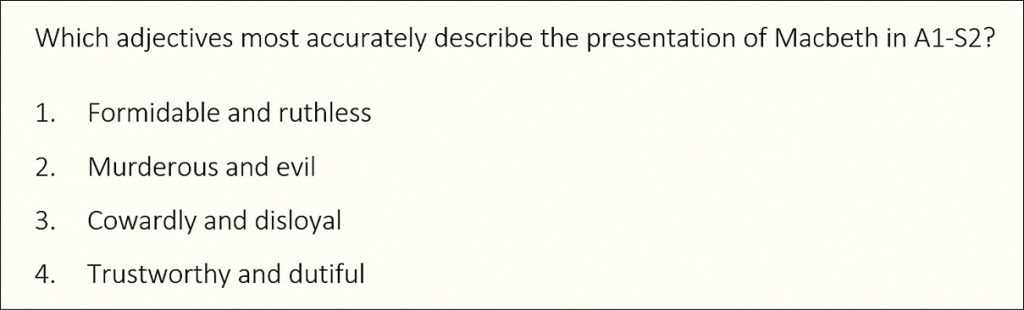 Which adjectives most accurately describe the presentation of Macbeth in A1-S2?
1. Formidable and ruthless
2. Murderous and evil
3. Cowardly and disloyal
4. Trustworthy and dutiful